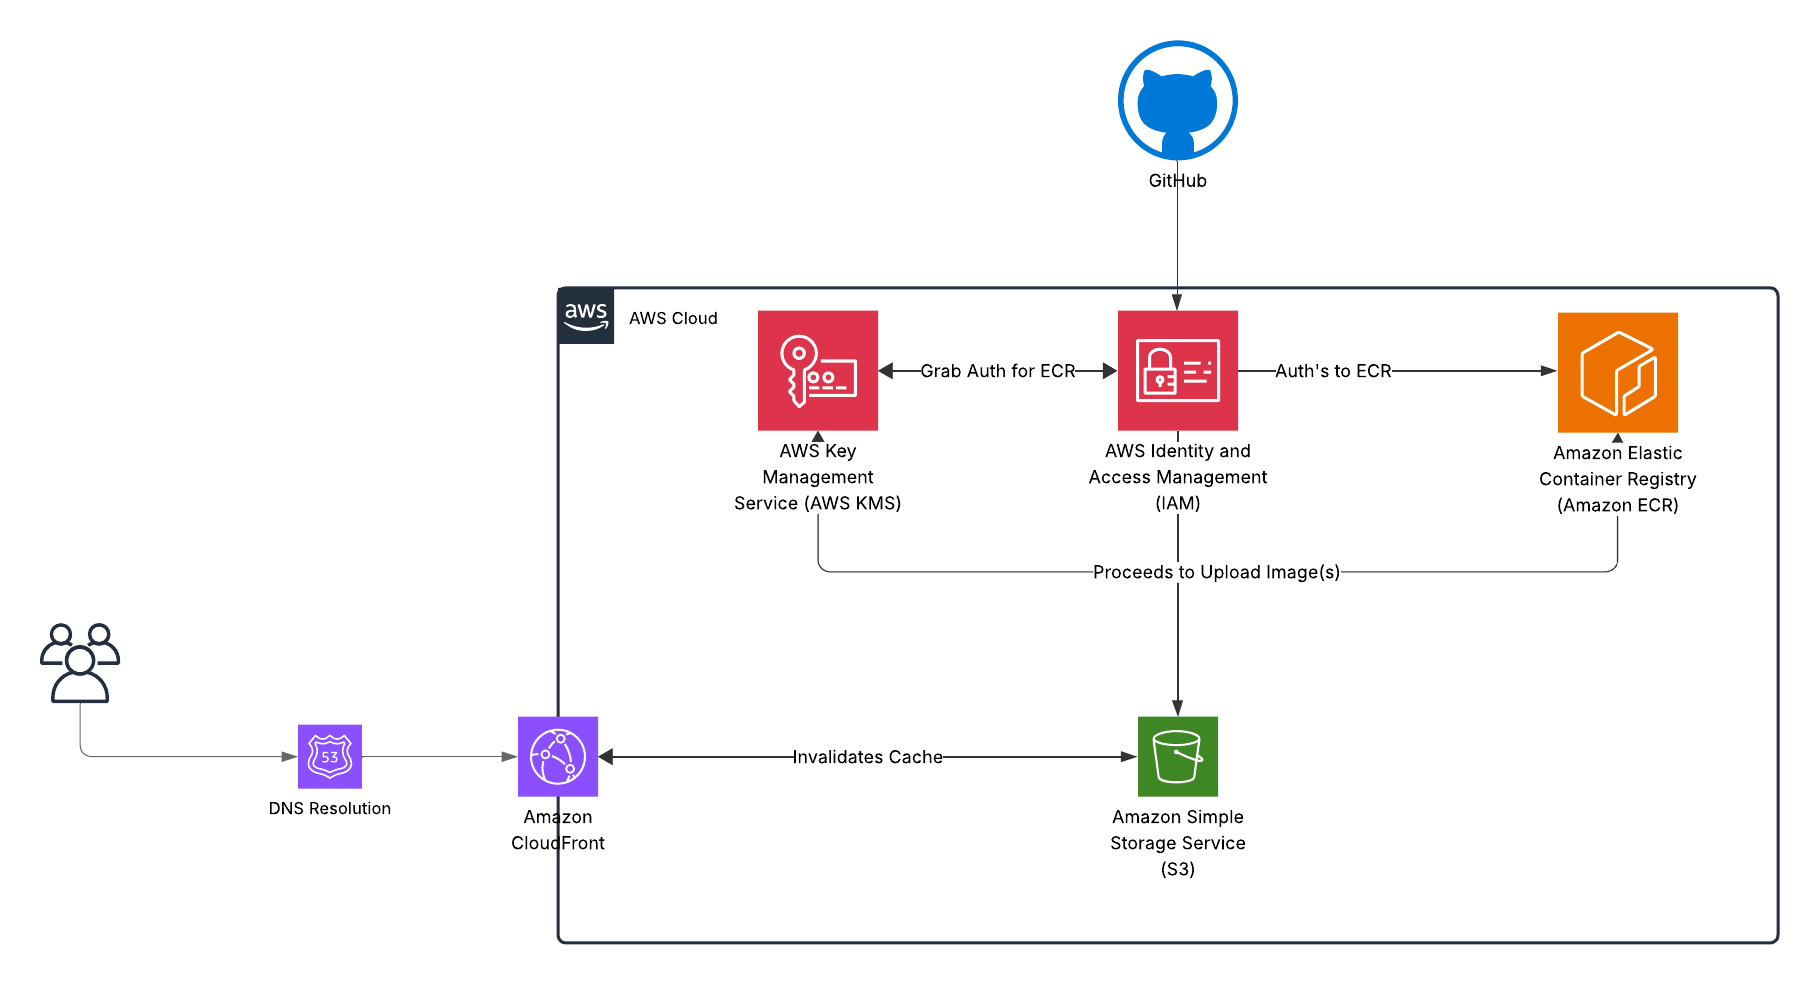 GitHub
aws
AWS Cloud
Grab Auth for ECR
Auth's to ECR
AWS Key
Management
Service (AWS KMS)
AWS Identity and
Access Management
(IAM)
Amazon Elastic
Container Registry
(Amazon ECR)
Proceeds to Upload Image(s)
53
DNS Resolution
Amazon
CloudFront
Invalidates Cache
Amazon Simple
Storage Service
(S3)